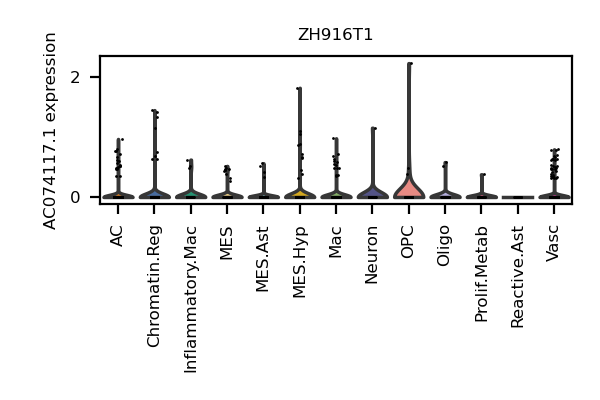 ZH916T1
AC074117.1 expression
2
0
AC
Chromatin.Reg
Inflammatory.Mac
MES
MES.Ast
MES.Hyp
Mac
Neuron
OPC
Oligo
Prolif.Metab
Reactive.Ast
Vasc